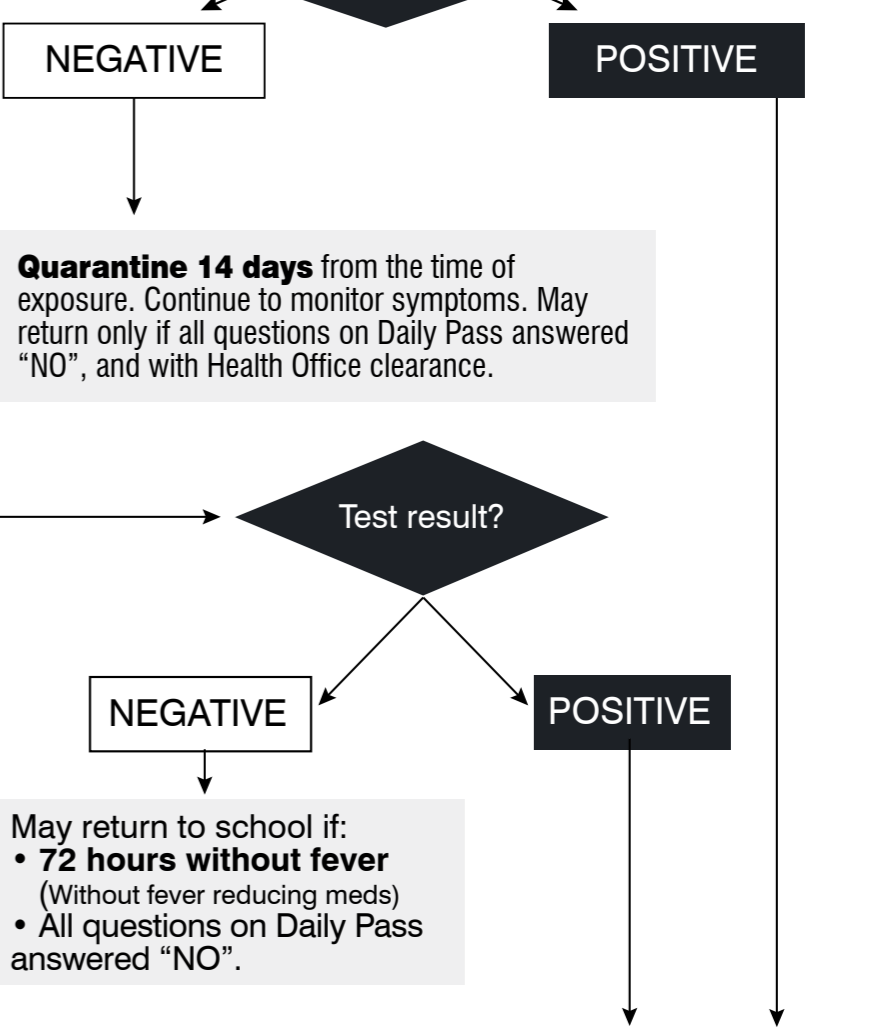 NEGATIVE
POSITIVE
Quarantine 14 days from the time of
exposure. Continue to monitor symptoms. May
return only if all questions on Daily Pass answered
“NO”, and with Health Office clearance.
Test result?
NEGATIVE
POSITIVE
May return to school if:
• 72 hours without fever
(Without fever reducing meds)
• All questions on Daily Pass
answered “NO”.